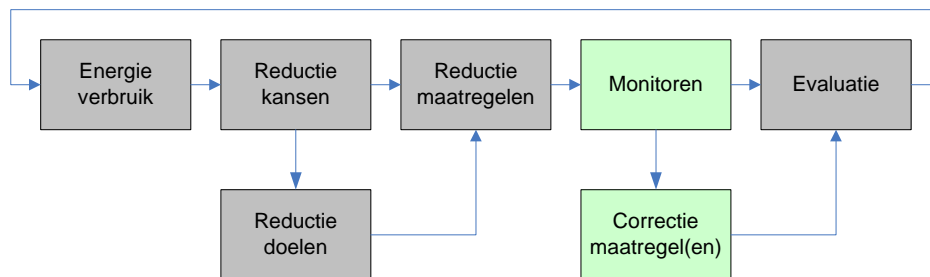 Energie
verbruik
Reductie
kansen
Reductie
maatregelen
Monitoren
Evaluatie
Reductie
doelen
Correctie
maatregel(en)